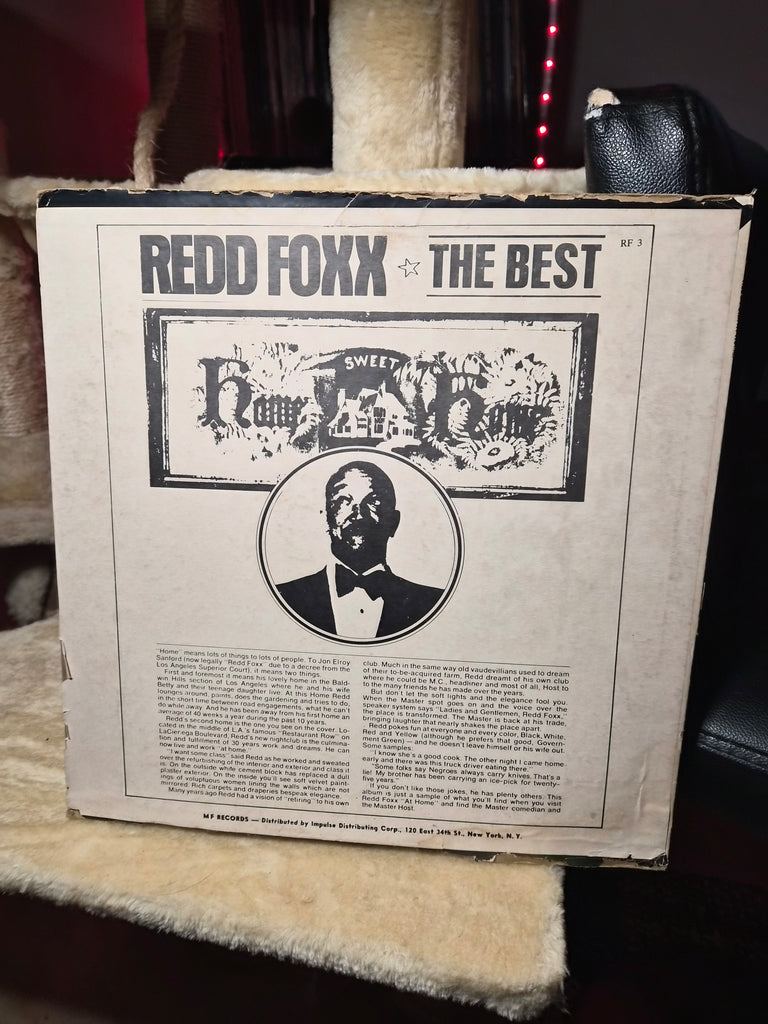 REDD FOXX ☆ THE BEST
RF 3
SWEET
Home Home
"Home" means lots of things to lots of people. To Jon Elroy
Sanford (now legally "Redd Foxx" due to a decree from the
Los Angeles Superior Court), it means two things.
First and foremost it means his lovely home in the Bald-
win Hills section of Los Angeles where he and his wife
Betty and their teenage daughter live. At this Home Redd
lounges around, paints, does the gardening and tries to do,
in the short time between road engagements, what he can't
do while away. And he has been away from his first home an
average of 40 weeks a year during the past 10 years.
Redd's second home is the one you see on the cover. Lo-
cated in the middle of L.A.'s famous "Restaurant Row" on
LaCienega Boulevard, Redd's new nightclub is the culmina-
tion and fulfillment of 30 years work and dreams. He can
now live and work "at home."
"I want some class" said Redd as he worked and sweated
over the refurbishing of the interior and exterior and class it
is. On the outside white cement block has replaced a dull
plaster exterior. On the inside you'll see soft velvet paint-
ings of voluptuous women lining the walls which are not
mirrored. Rich carpets and draperies bespeak elegance.
Many years ago Redd had a vision of "retiring" to his own
club. Much in the same way old vaudevillians used to dream
of their to-be-acquired farm, Redd dreamed of his own club
where he could be M.C., headliner and most of all, Host to
to the many friends he has made over the years.
But don't let the soft lights and the elegance fool you.
When the Master spot goes on and the voice over the
speaker system says "Ladies and Gentlemen, Redd Foxx,"
the place is transformed. The Master is back at his trade,
bringing laughter that nearly shakes the place apart.
Redd pokes fun at everyone and every color, Black, White,
Red and Yellow (although he prefers that good, Govern-
ment Green) — and he doesn't leave himself or his wife out.
Some samples:
"I know she's a good cook. The other night I came home
early and there was this truck driver eating there."
"Some folks say Negroes always carry knives. That's a
lie! My brother has been carrying an ice-pick for twenty-
five years."
If you don't like those jokes, he has plenty others. This
album is just a sample of what you'll find when you visit
Redd Foxx "At Home" and find the Master comedian and
the Master Host.
MF RECORDS — Distributed by Impulse Distributing Corp., 120 East 34th St., New York, N. Y.